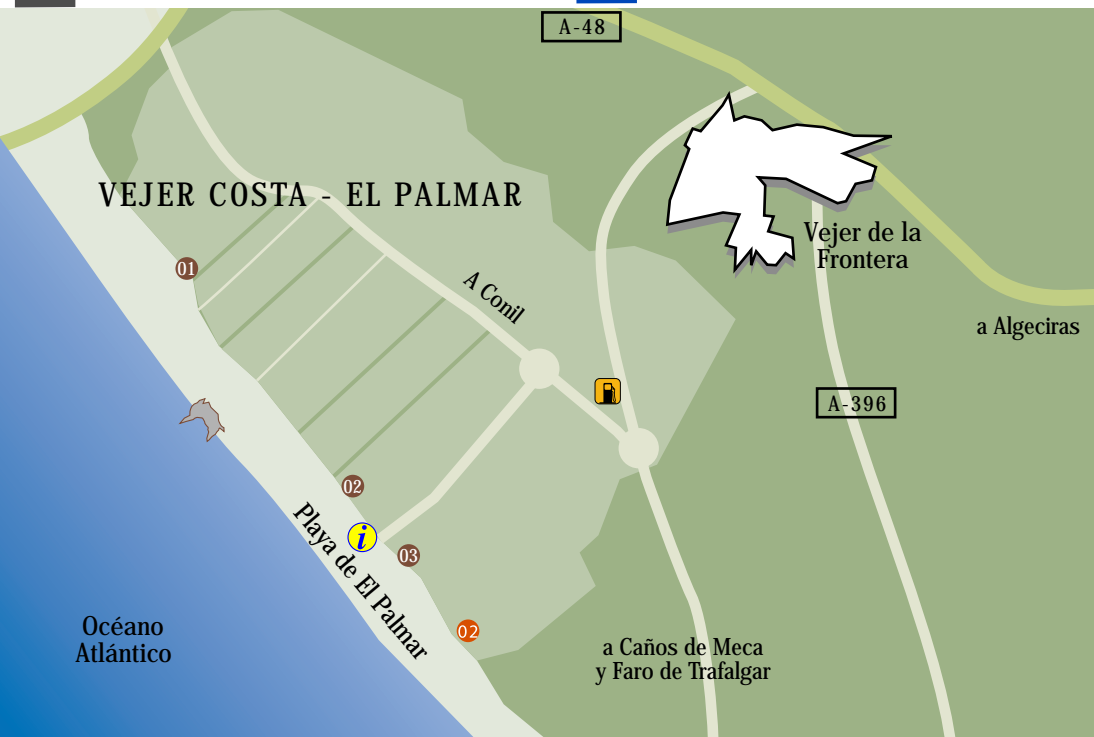 A-48
VEJER COSTA - EL PALMAR
Vejer de la
Frontera
01
A Conil
a Algeciras
A-396
02
i
Playa de El Palmar
03
02
Océano
Atlántico
a Caños de Meca
y Faro de Trafalgar